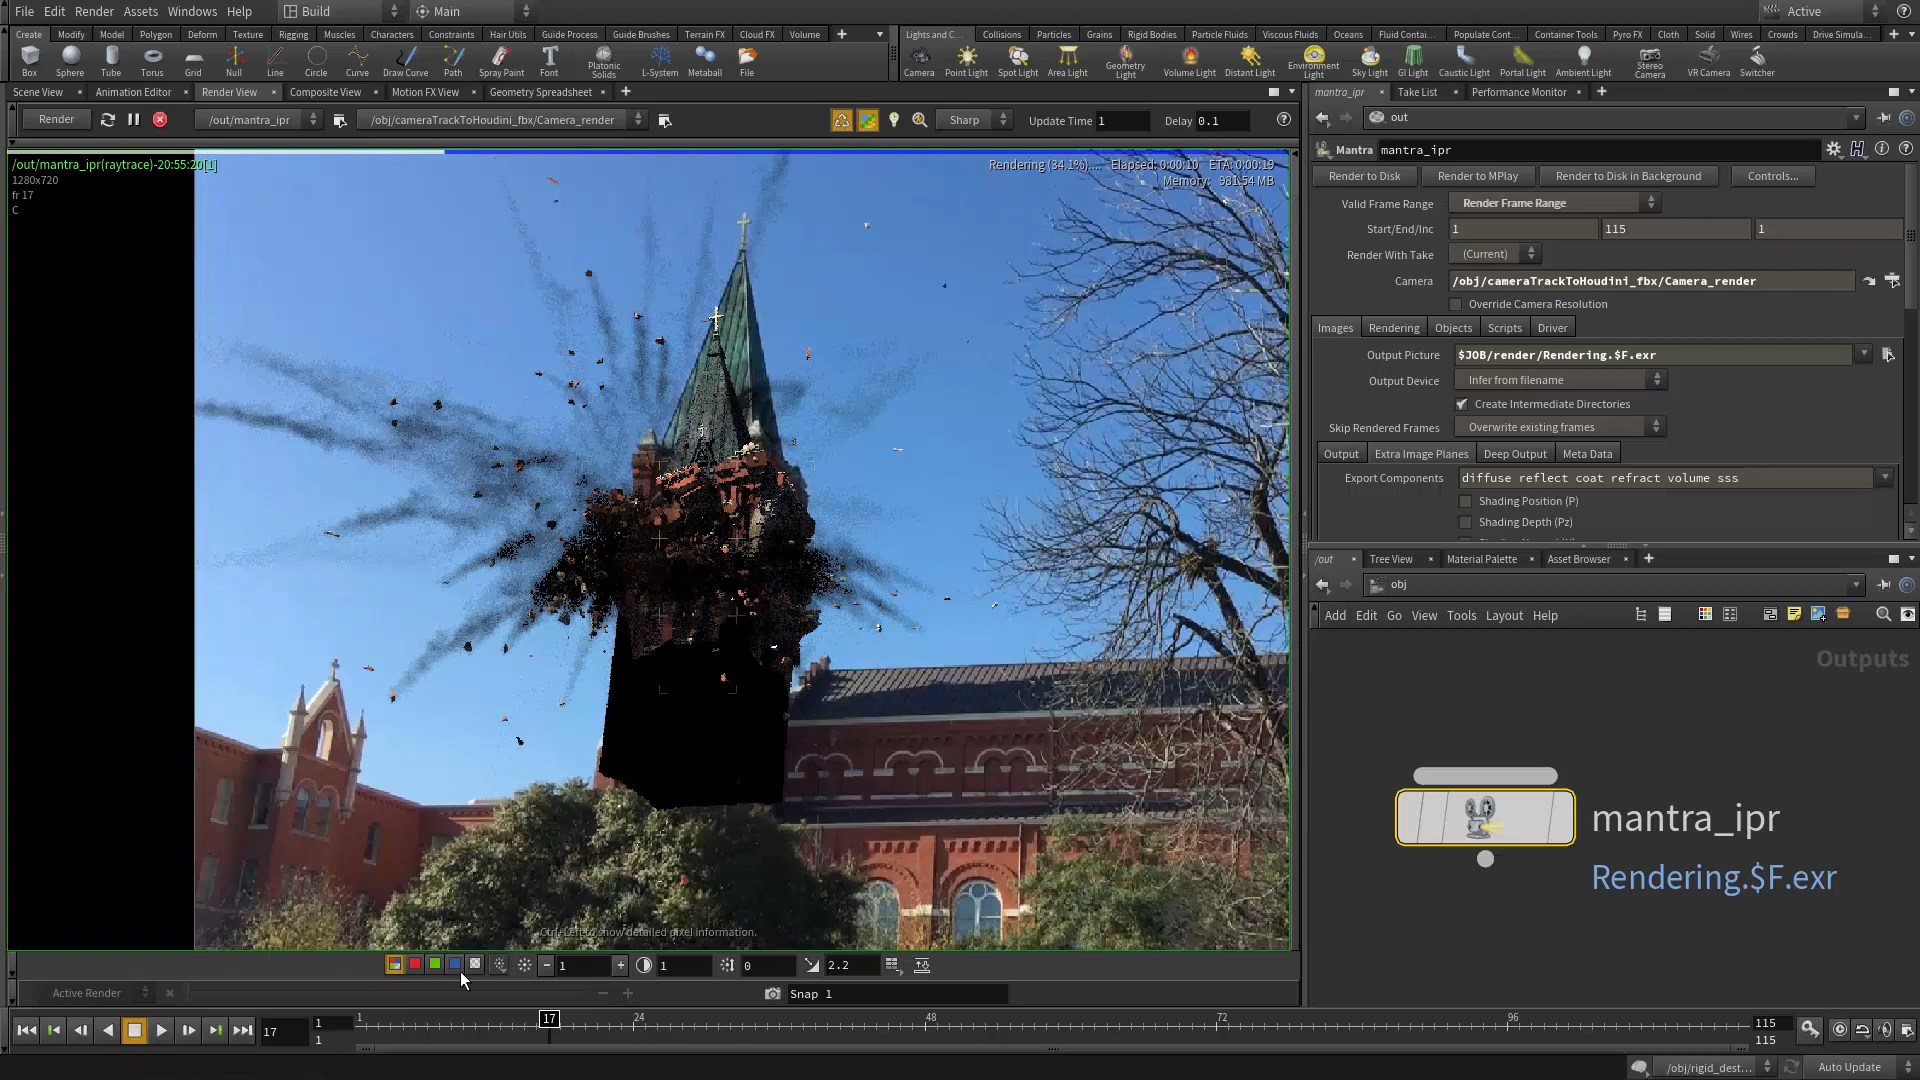 File Edit Render Assets Windows Help Build Main Active
Create Modify Model Polygon Deform Texture Rigging Muscles Characters Constraints Hair Utils Guide Process Guide Brushes Terrain FX Cloud FX Volume
Lights and C... Collisions Particles Grains Rigid Bodies Particle Fluids Viscous Fluids Oceans Fluid Contai... Populate Cont... Container Tools Pyro FX Cloth Solid Wires Crowds Drive Simula...
Box Sphere Tube Torus Grid Null Line Circle Curve Draw Curve Path Spray Paint Font Platonic Solids L-System Metaball File
Camera Point Light Spot Light Area Light Geometry Light Volume Light Distant Light Environment Light Sky Light GI Light Caustic Light Portal Light Ambient Light Stereo Camera VR Camera Switcher
Scene View Animation Editor Render View Composite View Motion FX View Geometry Spreadsheet
Render /out/mantra_ipr /obj/cameraTrackToHoudini_fbx/Camera_render Sharp Update Time 1 Delay 0.1
/out/mantra_ipr(raytrace)-20:55:20[1]
1280x720
fr 17
C
Rendering (34.1%).... Elapsed: 0:00:10 ETA: 0:00:19
Memory: 981.54 MB
Ctrl+Left to show detailed pixel information.
1 1 0 2.2
Active Render Snap 1
mantra_ipr Take List Performance Monitor
out
Mantra mantra_ipr
Render to Disk Render to MPlay Render to Disk in Background Controls...
Valid Frame Range Render Frame Range
Start/End/Inc 1 115 1
Render With Take (Current)
Camera /obj/cameraTrackToHoudini_fbx/Camera_render
Override Camera Resolution
Images Rendering Objects Scripts Driver
Output Picture $JOB/render/Rendering.$F.exr
Output Device Infer from filename
Create Intermediate Directories
Skip Rendered Frames Overwrite existing frames
Output Extra Image Planes Deep Output Meta Data
Export Components diffuse reflect coat refract volume sss
Shading Position (P)
Shading Depth (Pz)
/out Tree View Material Palette Asset Browser
obj
Add Edit Go View Tools Layout Help
Outputs
mantra_ipr
Rendering.$F.exr
17 1 1 1 17 24 48 72 96 115 115
/obj/rigid_dest... Auto Update